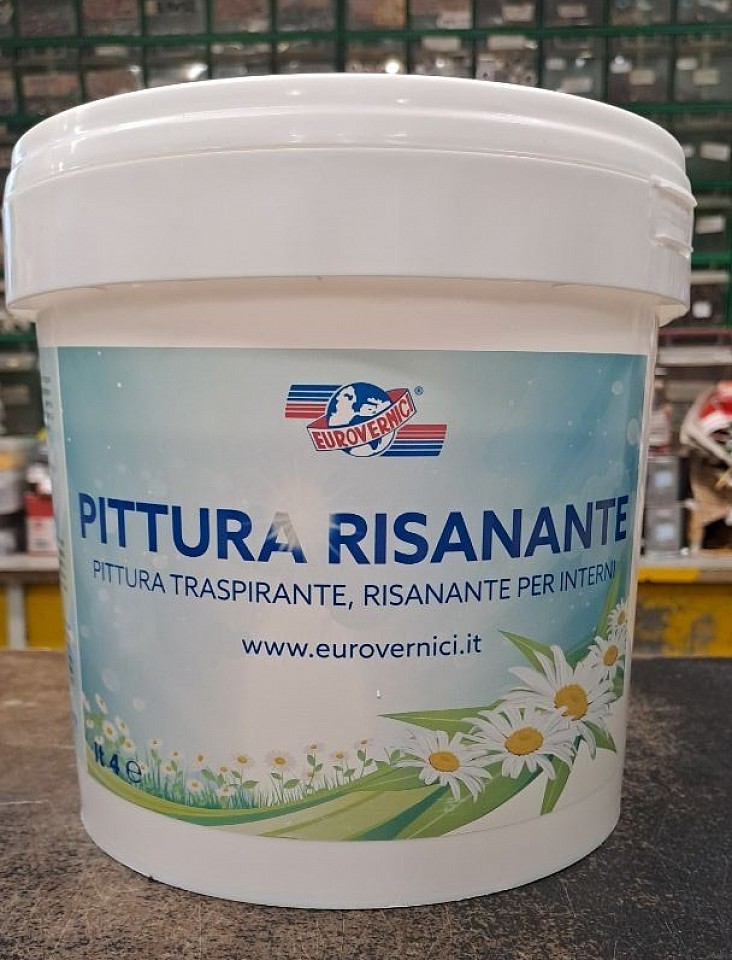 EUROVERNICI ®
PITTURA RISANANTE
PITTURA TRASPIRANTE, RISANANTE PER INTERNI
www.eurovernici.it
lt.4 ℮